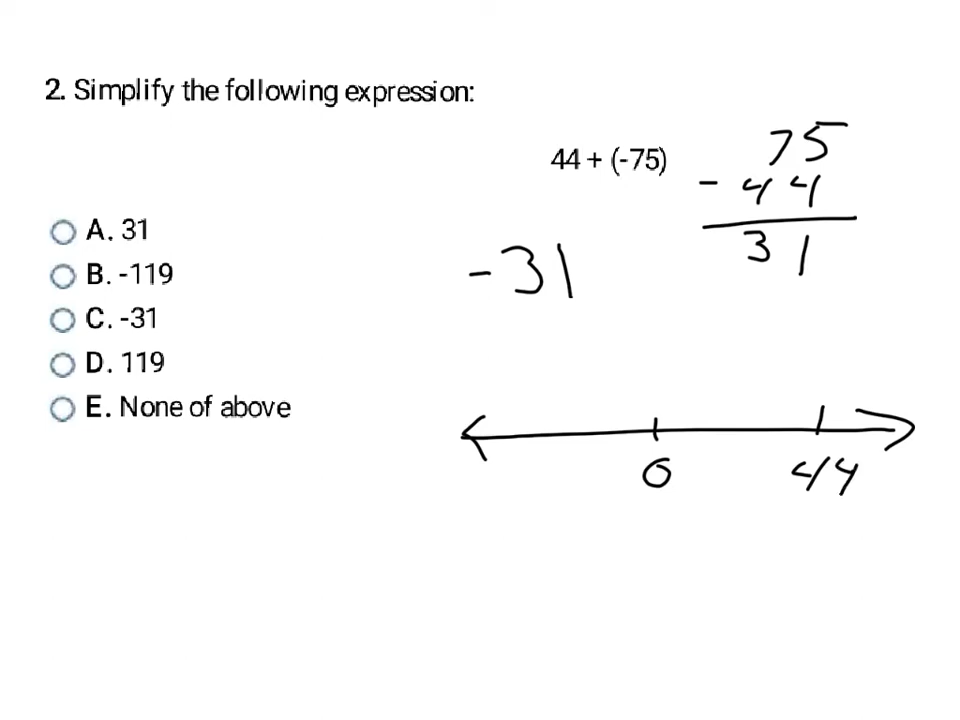 2. Simplify the following expression:
44 + (-75)
75
- 44
31
A. 31
B. -119
C. -31
D. 119
E. None of above
-31
0 44